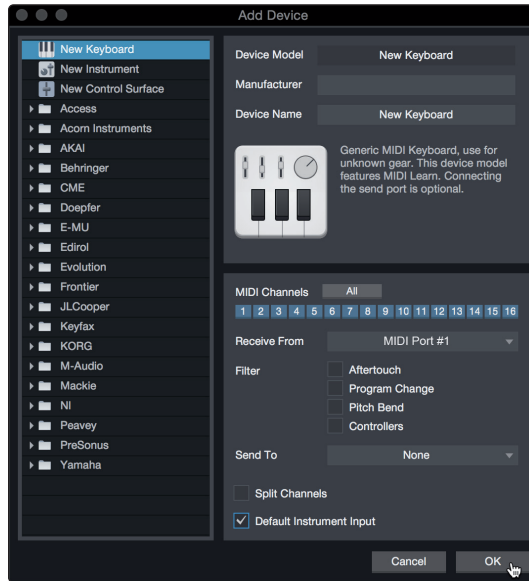 Add Device
New Keyboard
New Instrument
New Control Surface
Access
Acorn Instruments
AKAI
Behringer
CME
Doepfer
E-MU
Edirol
Evolution
Frontier
JLCooper
Keyfax
KORG
M-Audio
Mackie
NI
Peavey
PreSonus
Yamaha
Device Model New Keyboard
Manufacturer
Device Name New Keyboard
Generic MIDI Keyboard, use for
unknown gear. This device model
features MIDI Learn. Connecting
the send port is optional.
MIDI Channels All
1 2 3 4 5 6 7 8 9 10 11 12 13 14 15 16
Receive From MIDI Port #1
Filter Aftertouch
Program Change
Pitch Bend
Controllers
Send To None
Split Channels
Default Instrument Input
Cancel OK